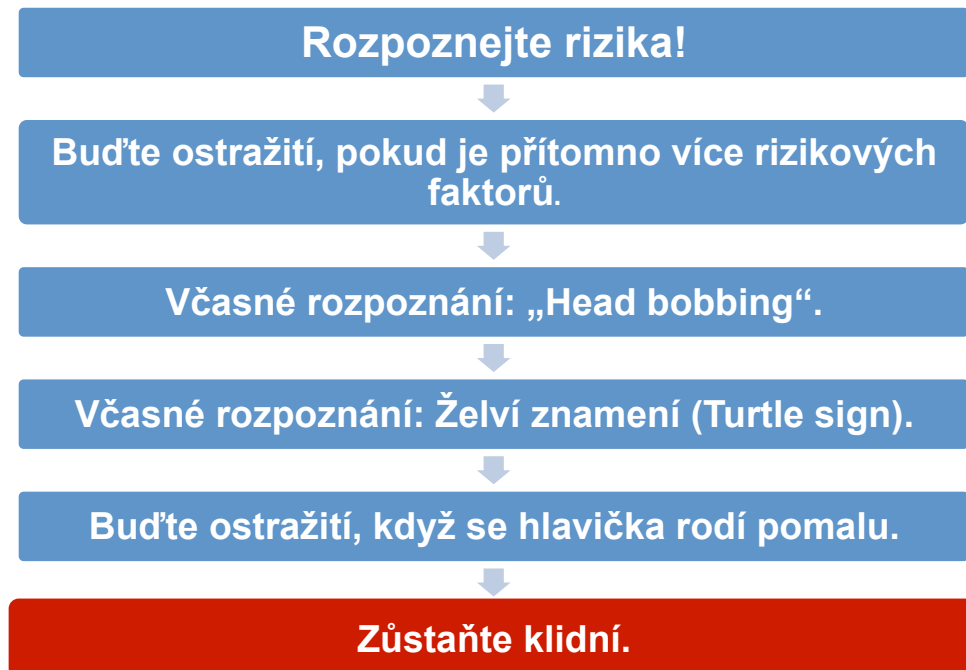 Rozpoznejte rizika!
Buďte ostražití, pokud je přítomno více rizikových
faktorů.
Včasné rozpoznání: „Head bobbing“.
Včasné rozpoznání: Želví znamení (Turtle sign).
Buďte ostražití, když se hlavička rodí pomalu.
Zůstaňte klidní.